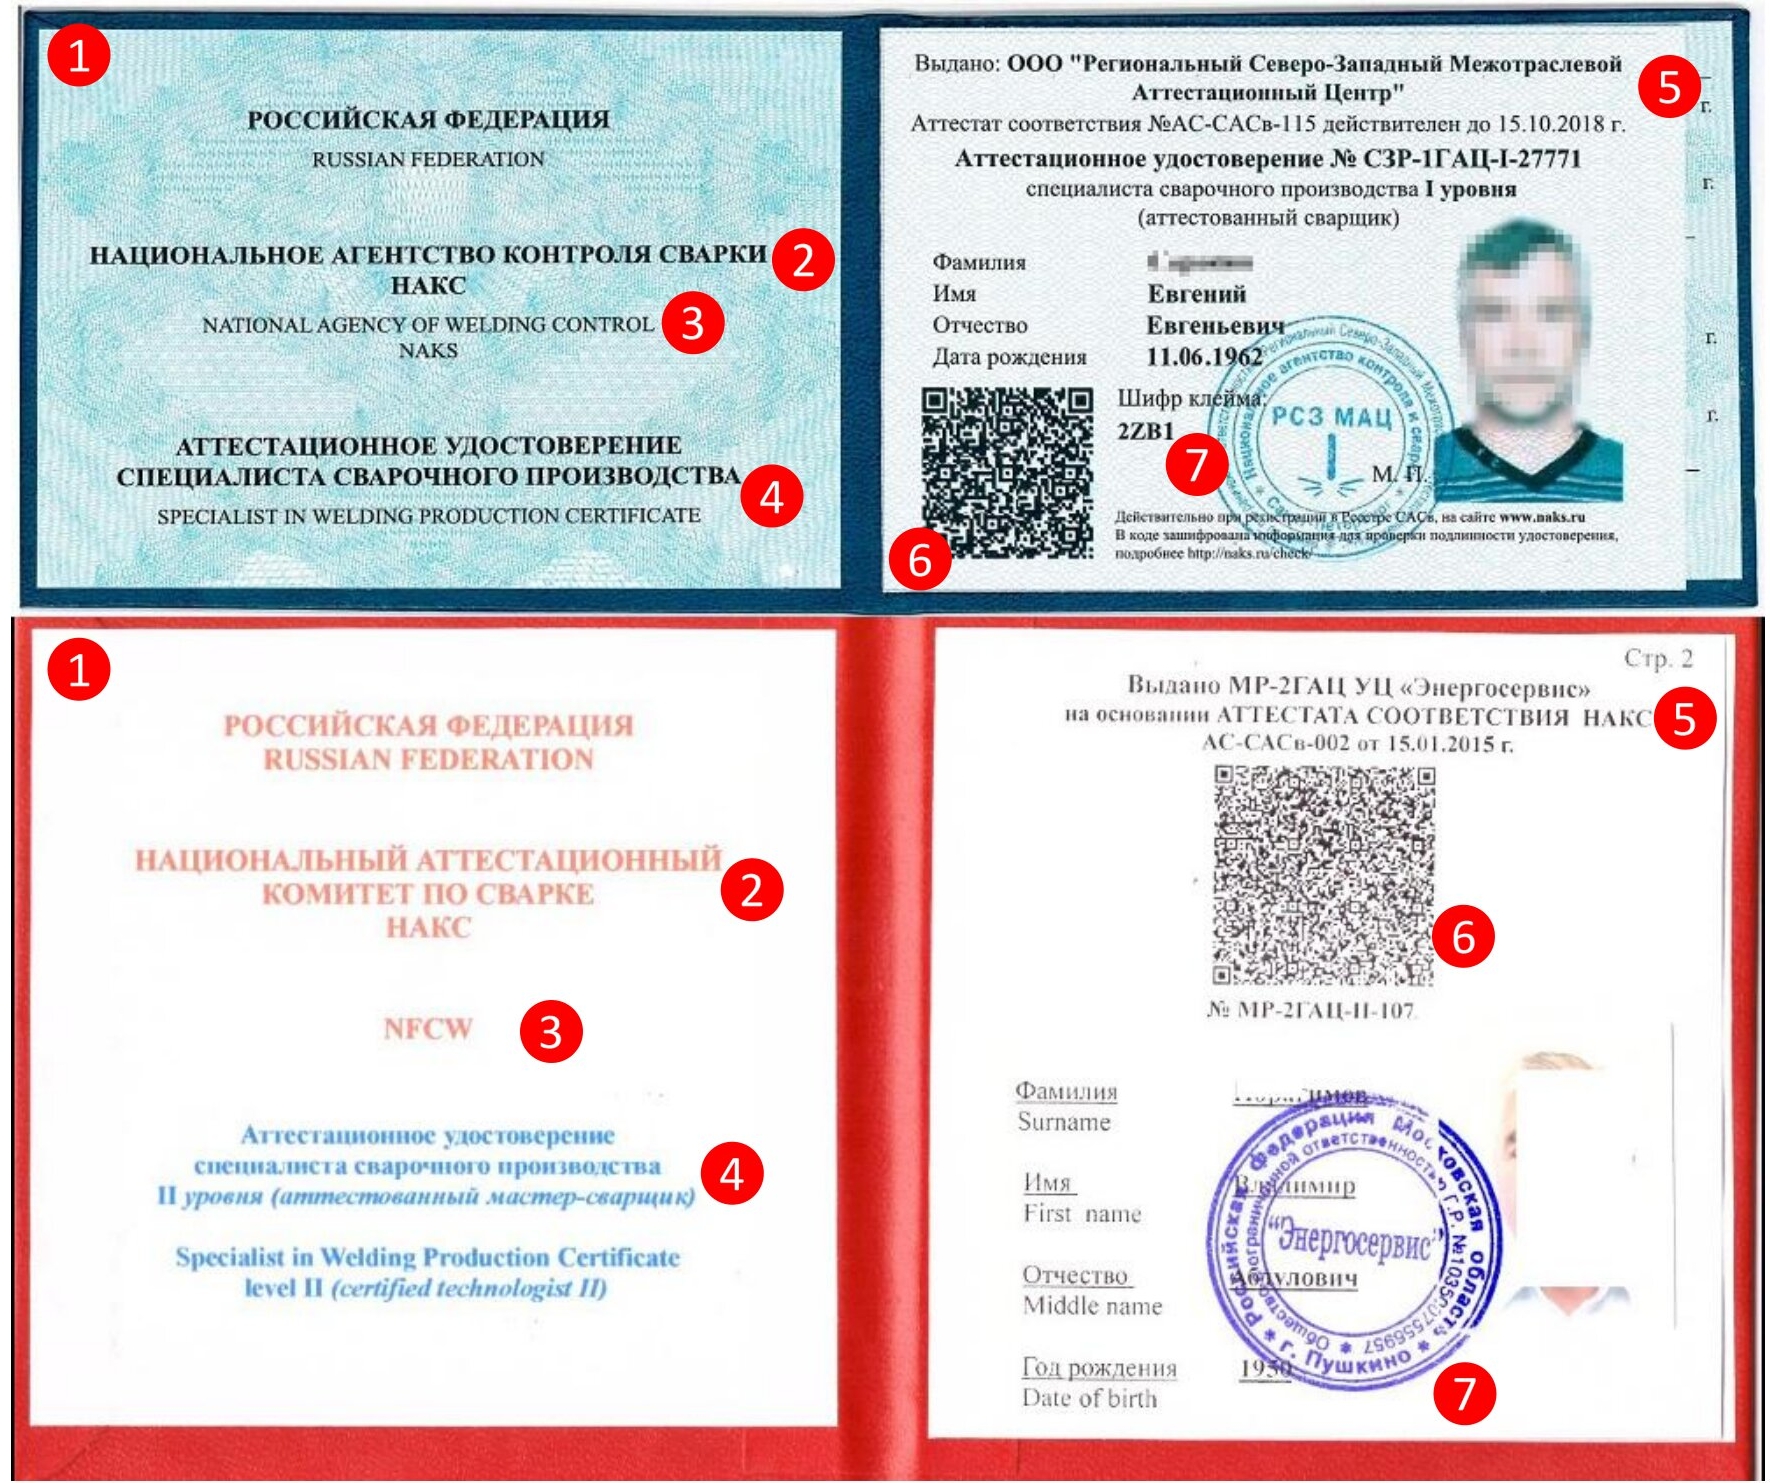 1
РОССИЙСКАЯ ФЕДЕРАЦИЯ
RUSSIAN FEDERATION
НАЦИОНАЛЬНОЕ АГЕНТСТВО КОНТРОЛЯ СВАРКИ
2
НАКС
NATIONAL AGENCY OF WELDING CONTROL
3
NAKS
АТТЕСТАЦИОННОЕ УДОСТОВЕРЕНИЕ
СПЕЦИАЛИСТА СВАРОЧНОГО ПРОИЗВОДСТВА
4
SPECIALIST IN WELDING PRODUCTION CERTIFICATE
Выдано: ООО "Региональный Северо-Западный Межотраслевой
Аттестационный Центр"
5
Аттестат соответствия №АС-САСв-115 действителен до 15.10.2018 г.
Аттестационное удостоверение № СЗР-1ГАЦ-I-27771
специалиста сварочного производства I уровня
(аттестованный сварщик)
Фамилия
Имя Евгений
Отчество Евгеньевич
Дата рождения 11.06.1962
Шифр клейма:
2ZB1
7
РСЗ МАЦ
М. П.
6
Действительно при регистрации в Реестре САСв, на сайте www.naks.ru
В коде зашифрована информация для проверки подлинности удостоверения,
подробнее http://naks.ru/check/
г.
г.
г.
г.
1
РОССИЙСКАЯ ФЕДЕРАЦИЯ
RUSSIAN FEDERATION
НАЦИОНАЛЬНЫЙ АТТЕСТАЦИОННЫЙ
КОМИТЕТ ПО СВАРКЕ
2
НАКС
NFCW
3
Аттестационное удостоверение
специалиста сварочного производства
4
II уровня (аттестованный мастер-сварщик)
Specialist in Welding Production Certificate
level II (certified technologist II)
Стр. 2
Выдано МР-2ГАЦ УЦ «Энергосервис»
на основании АТТЕСТАТА СООТВЕТСТВИЯ НАКС
5
АС-САСв-002 от 15.01.2015 г.
6
№ МР-2ГАЦ-II-107
Фамилия
Surname
Имя Владимир
First name
Отчество
Middle name
Год рождения 1950
Date of birth
Российская Федерация Московская область
г. Пушкино
Общество ограниченной ответственностью
"Энергосервис"
7